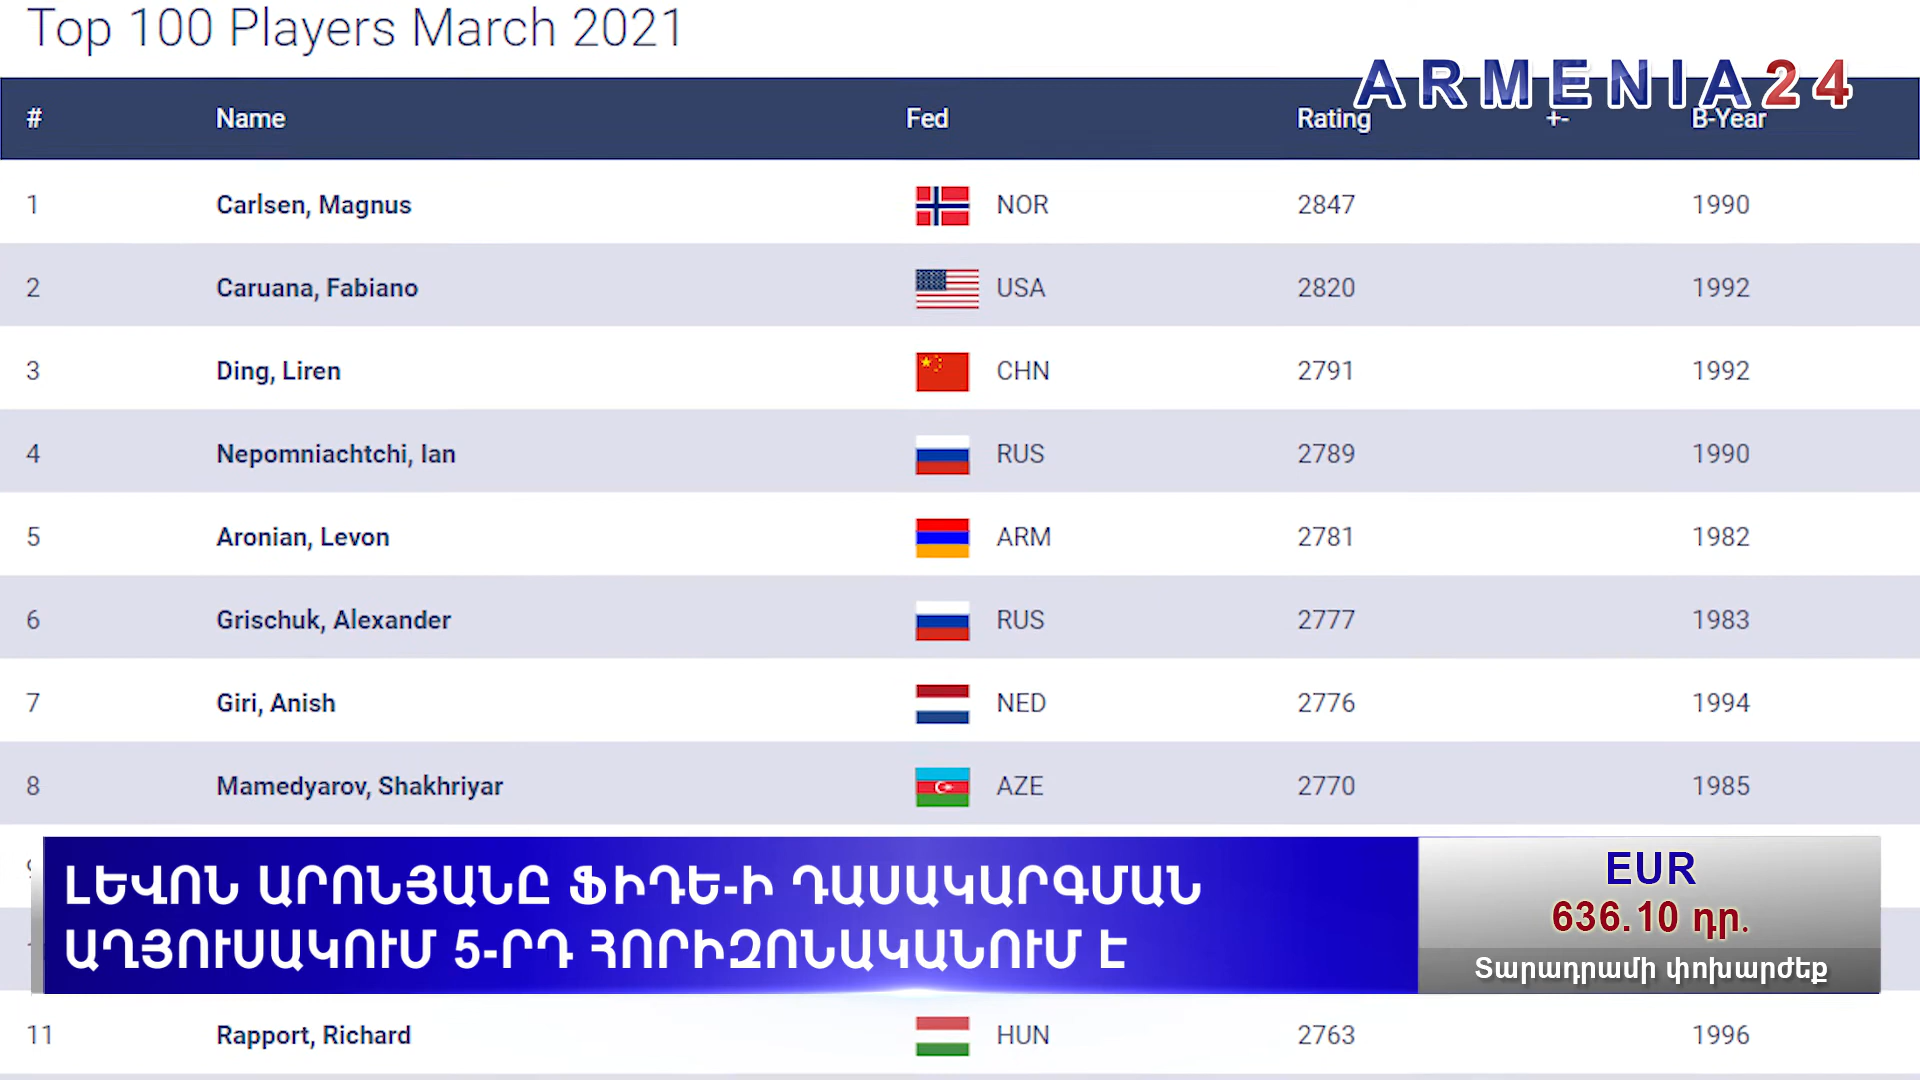 Top 100 Players March 2021
ARMENIA24
# Name Fed Rating +- B-Year
1 Carlsen, Magnus NOR 2847 1990
2 Caruana, Fabiano USA 2820 1992
3 Ding, Liren CHN 2791 1992
4 Nepomniachtchi, Ian RUS 2789 1990
5 Aronian, Levon ARM 2781 1982
6 Grischuk, Alexander RUS 2777 1983
7 Giri, Anish NED 2776 1994
8 Mamedyarov, Shakhriyar AZE 2770 1985
ԼԵՎՈՆ ԱՐՈՆՅԱՆԸ ՖԻԴԵ-Ի ԴԱՍԱԿԱՐԳՄԱՆ
ԱՂՅՈՒՍԱԿՈՒՄ 5-ՐԴ ՀՈՐԻԶՈՆԱԿԱՆՈՒՄ Է
EUR
636.10 դր.
Տարադրամի փոխարժեք
11 Rapport, Richard HUN 2763 1996